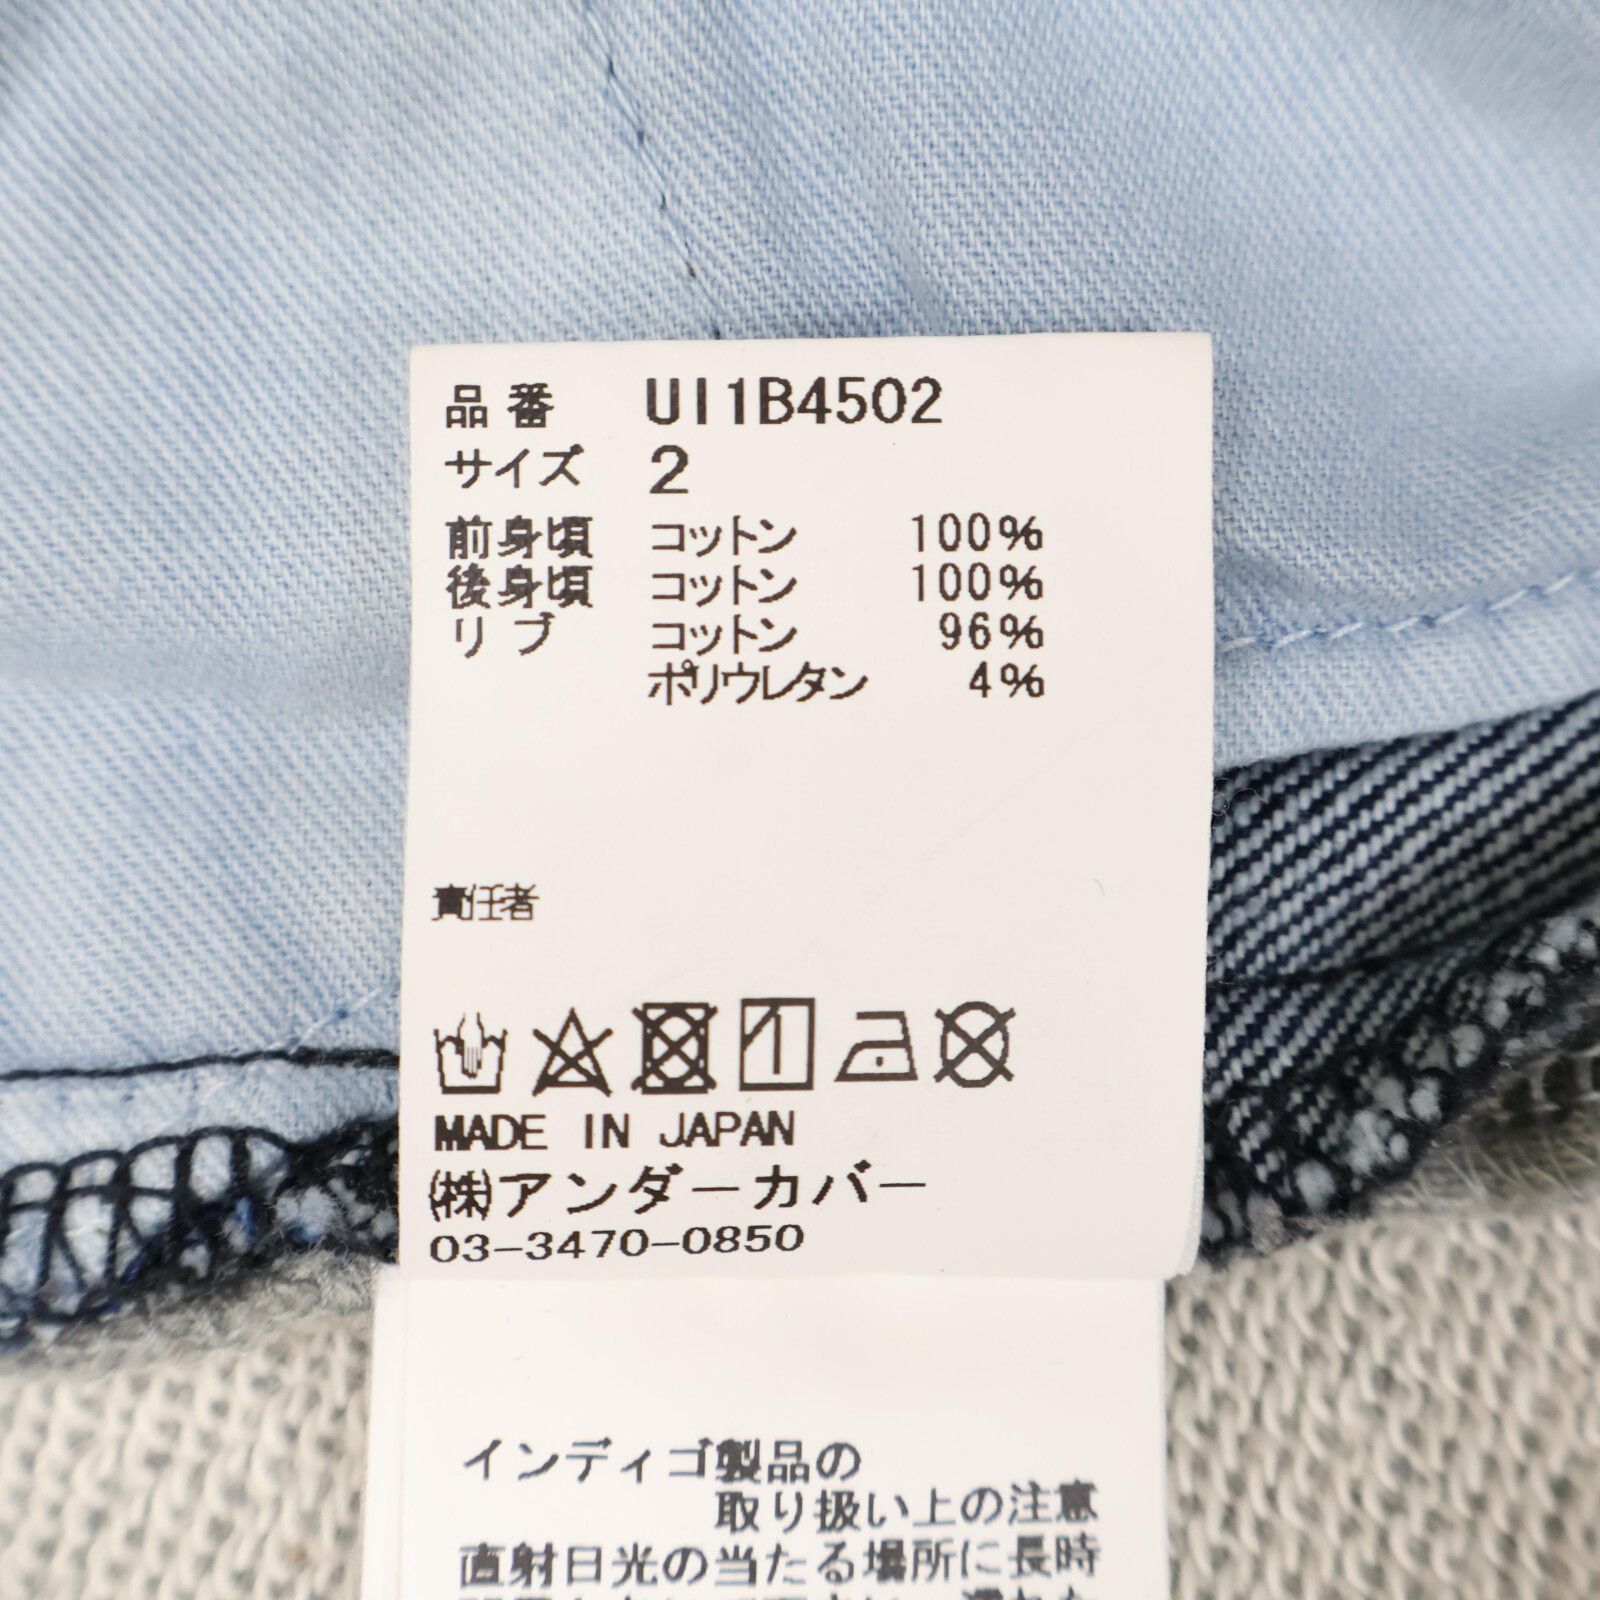 品番 UI1B4502
サイズ 2
前身頃 コットン 100%
後身頃 コットン 100%
リブ コットン 96%
ポリウレタン 4%
責任者
MADE IN JAPAN
(株)アンダーカバー
03-3470-0850
インディゴ製品の
取り扱い上の注意
直射日光の当たる場所に長時